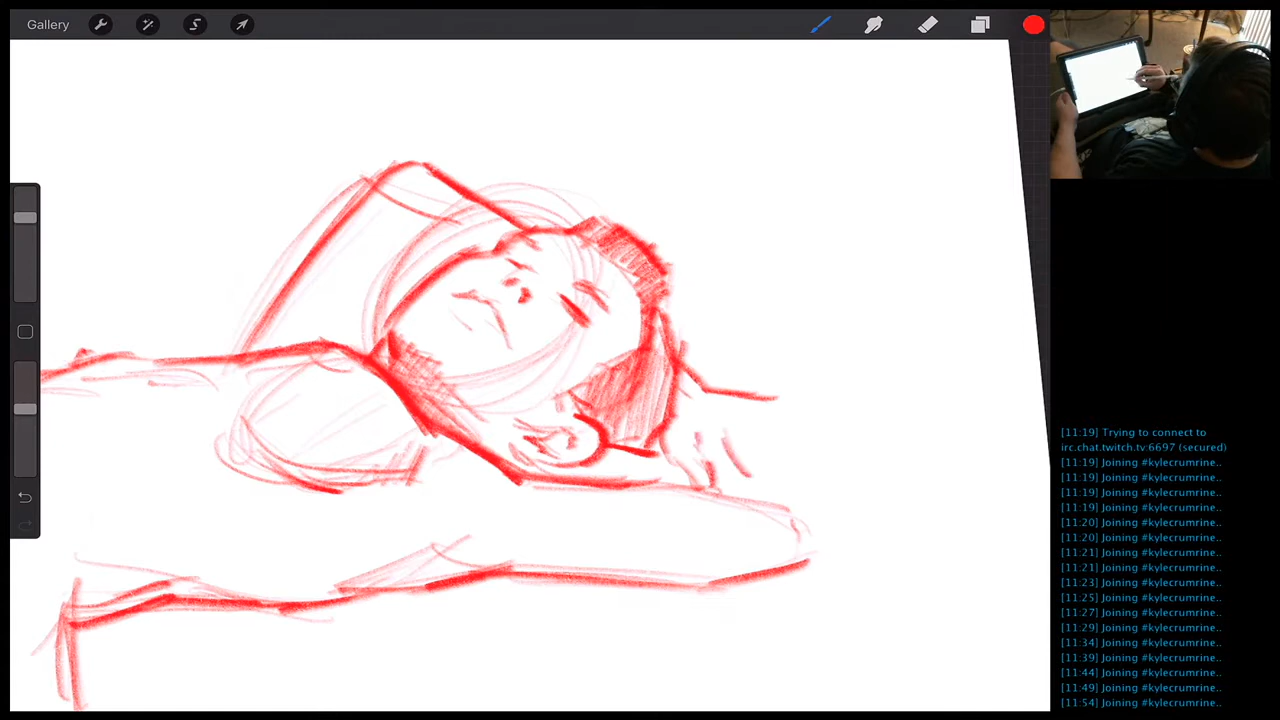 Gallery
[11:19] Trying to connect to
irc.chat.twitch.tv:6697 (secured)
[11:19] Joining #kylecrumrine..
[11:19] Joining #kylecrumrine..
[11:19] Joining #kylecrumrine..
[11:19] Joining #kylecrumrine..
[11:20] Joining #kylecrumrine..
[11:20] Joining #kylecrumrine..
[11:21] Joining #kylecrumrine..
[11:21] Joining #kylecrumrine..
[11:23] Joining #kylecrumrine..
[11:25] Joining #kylecrumrine..
[11:27] Joining #kylecrumrine..
[11:29] Joining #kylecrumrine..
[11:34] Joining #kylecrumrine..
[11:39] Joining #kylecrumrine..
[11:44] Joining #kylecrumrine..
[11:49] Joining #kylecrumrine..
[11:54] Joining #kylecrumrine..